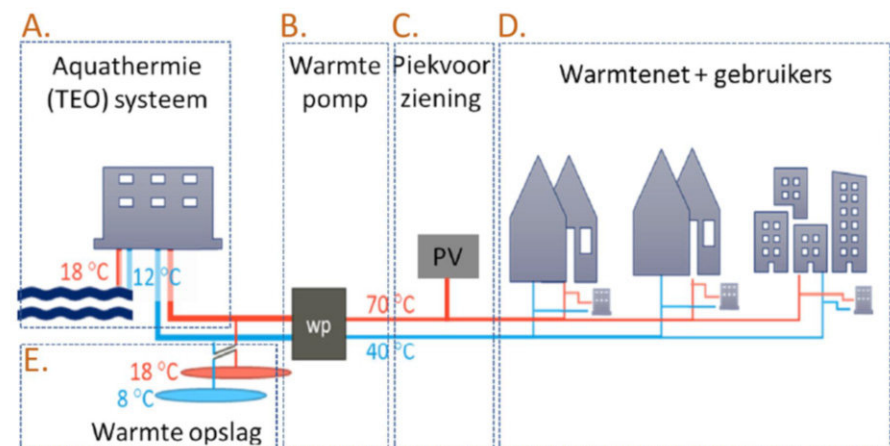 A.
Aquathermie
(TEO) systeem
18 °C
12 °C
B.
Warmte
pomp
wp
C.
Piekvoor
ziening
PV
70 °C
40 °C
D.
Warmtenet + gebruikers
E.
18 °C
8 °C
Warmte opslag